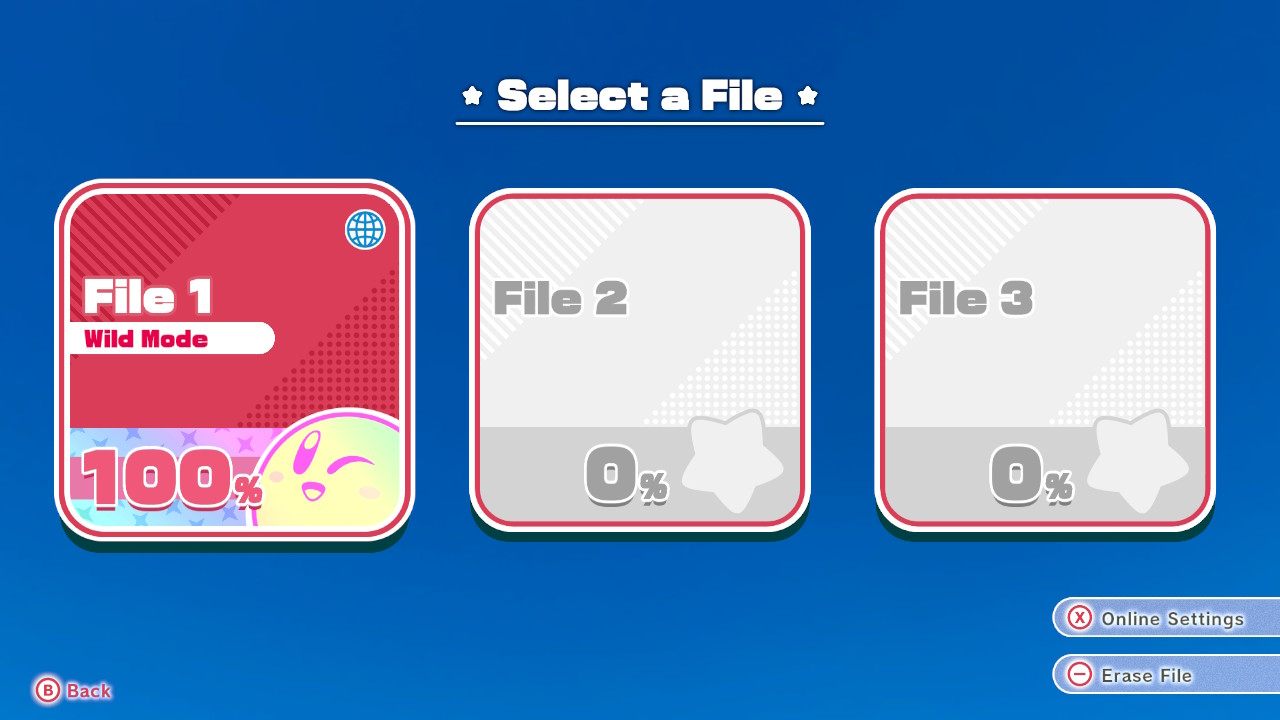 Select a File
File 1
Wild Mode
100%
File 2
0%
File 3
0%
X Online Settings
Erase File
B Back